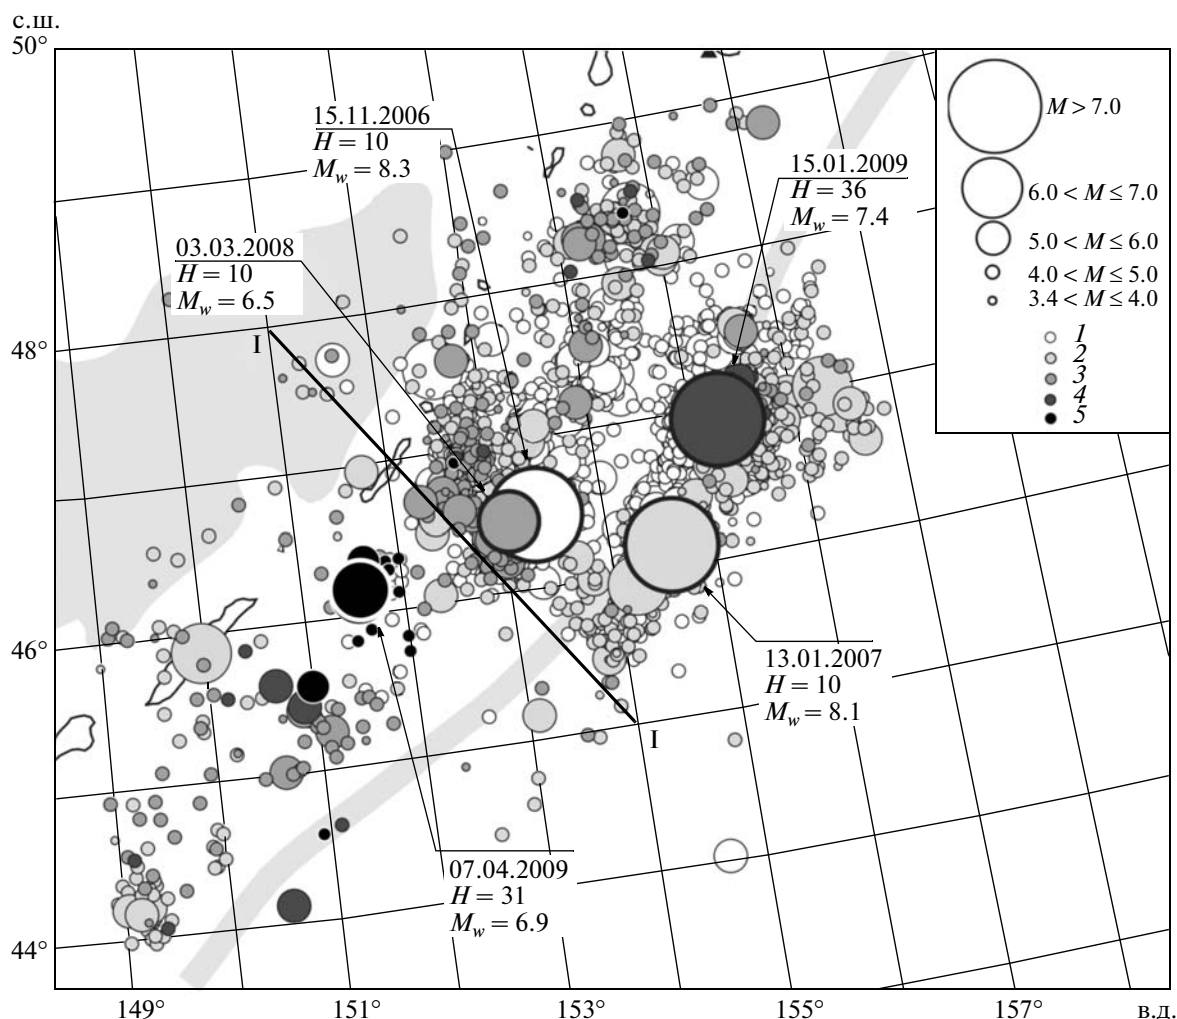 с.ш.
50°
15.11.2006
H = 10
M_w = 8.3
15.01.2009
H = 36
M_w = 7.4
03.03.2008
H = 10
M_w = 6.5
M > 7.0
6.0 < M ≤ 7.0
5.0 < M ≤ 6.0
4.0 < M ≤ 5.0
3.4 < M ≤ 4.0
1
2
3
4
5
I
48°
46°
13.01.2007
H = 10
M_w = 8.1
I
07.04.2009
H = 31
M_w = 6.9
44°
149° 151° 153° 155° 157° в.д.